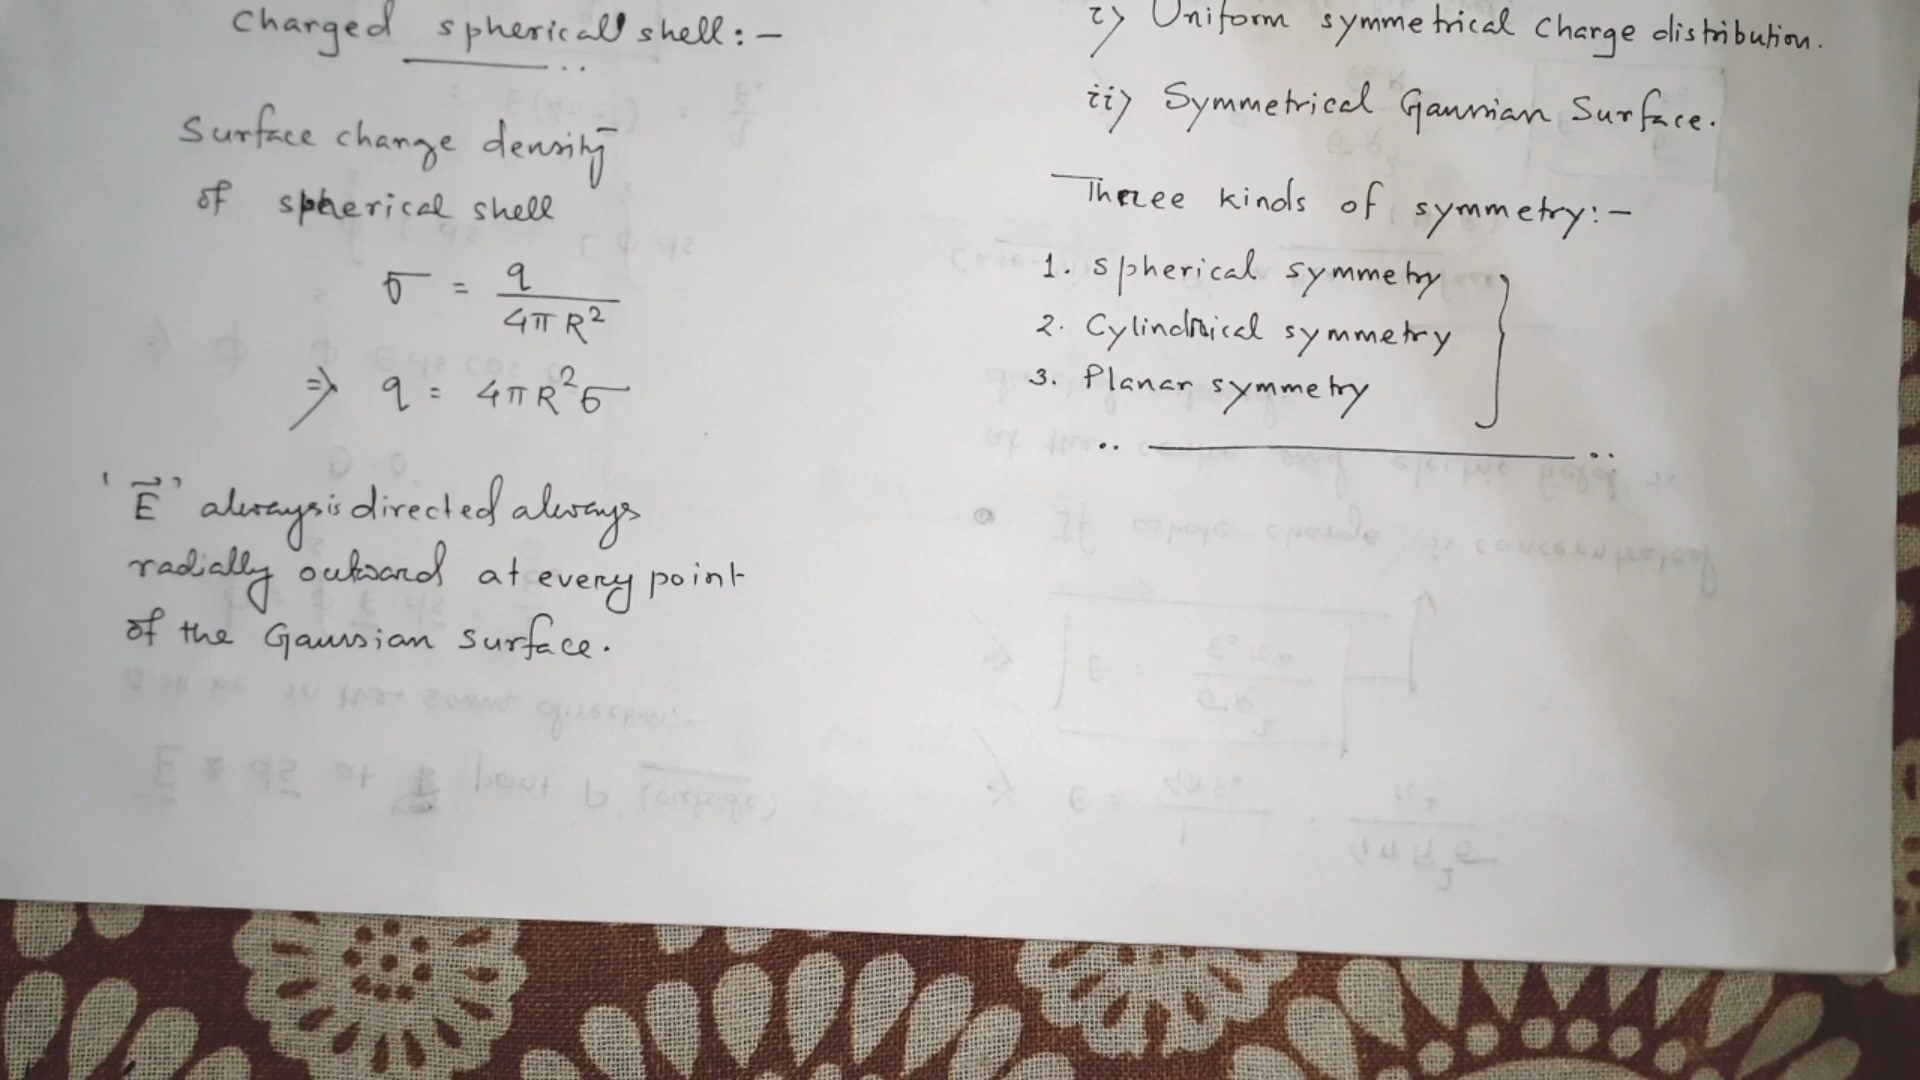 Charged spherical shell:-
Surface change density
of spherical shell
σ = q / 4πR²
⇒ q = 4πR²σ
'E⃗' always is directed always
radially outward at every point
of the Gaussian surface.
i) Uniform symmetrical charge distribution.
ii) Symmetrical Gaussian Surface.
Three kinds of symmetry:-
1. Spherical symmetry
2. Cylindrical symmetry
3. Planar symmetry